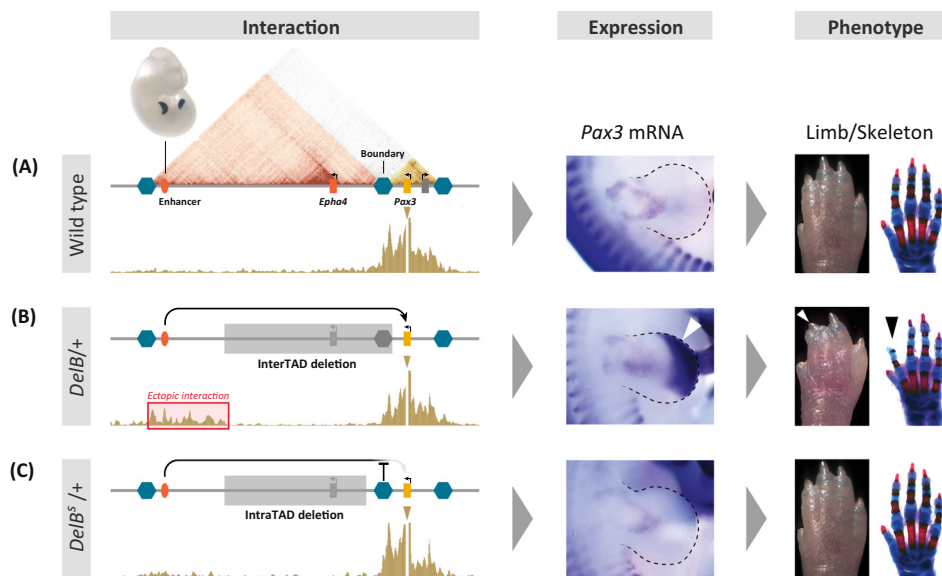 Interaction
Expression
Phenotype
Pax3 mRNA
Limb/Skeleton
(A)
Wild type
Boundary
Enhancer
Epha4
Pax3
(B)
DelB/+
InterTAD deletion
Ectopic interaction
(C)
DelBˢ/+
IntraTAD deletion